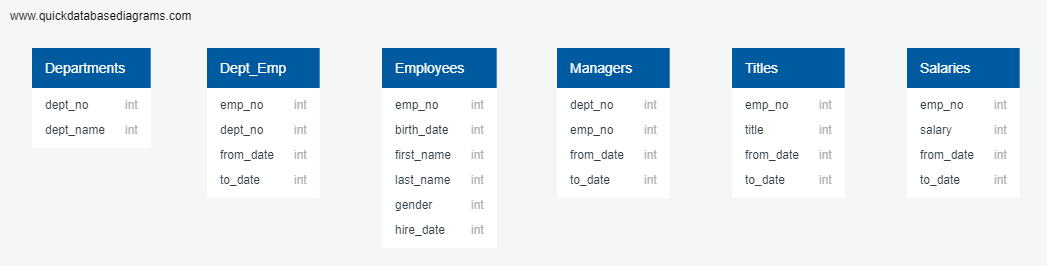 www.quickdatabasediagrams.com
Departments
dept_no int
dept_name int
Dept_Emp
emp_no int
dept_no int
from_date int
to_date int
Employees
emp_no int
birth_date int
first_name int
last_name int
gender int
hire_date int
Managers
dept_no int
emp_no int
from_date int
to_date int
Titles
emp_no int
title int
from_date int
to_date int
Salaries
emp_no int
salary int
from_date int
to_date int